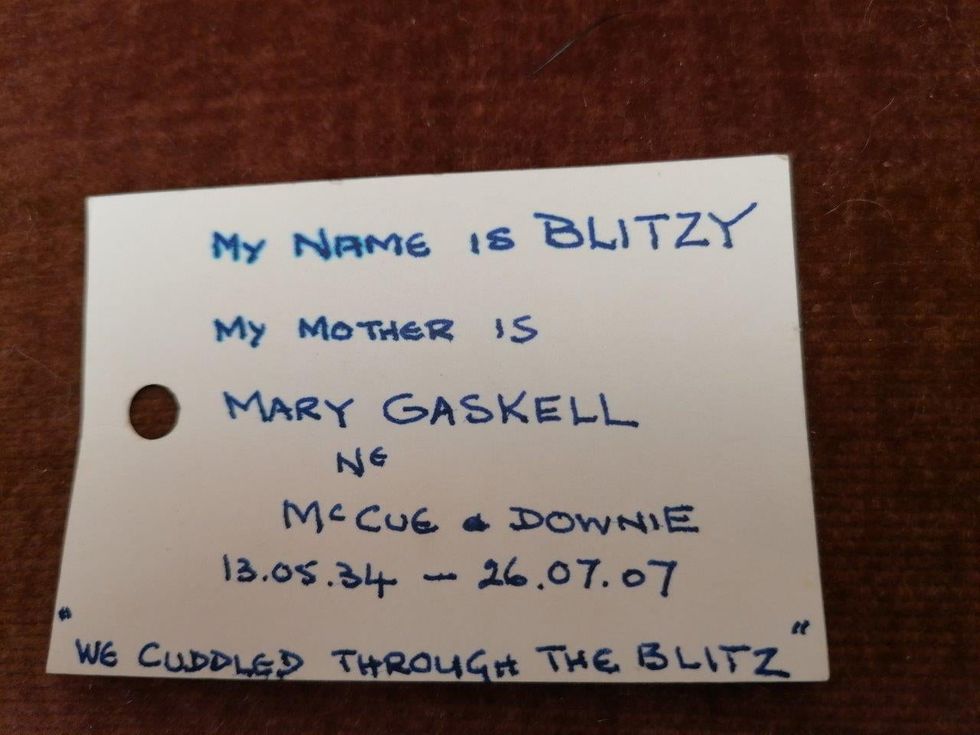 MY NAME IS BLITZY
MY MOTHER IS
MARY GASKELL
NE
McCUE & DOWNIE
13.05.34 – 26.07.07
"WE CUDDLED THROUGH THE BLITZ"